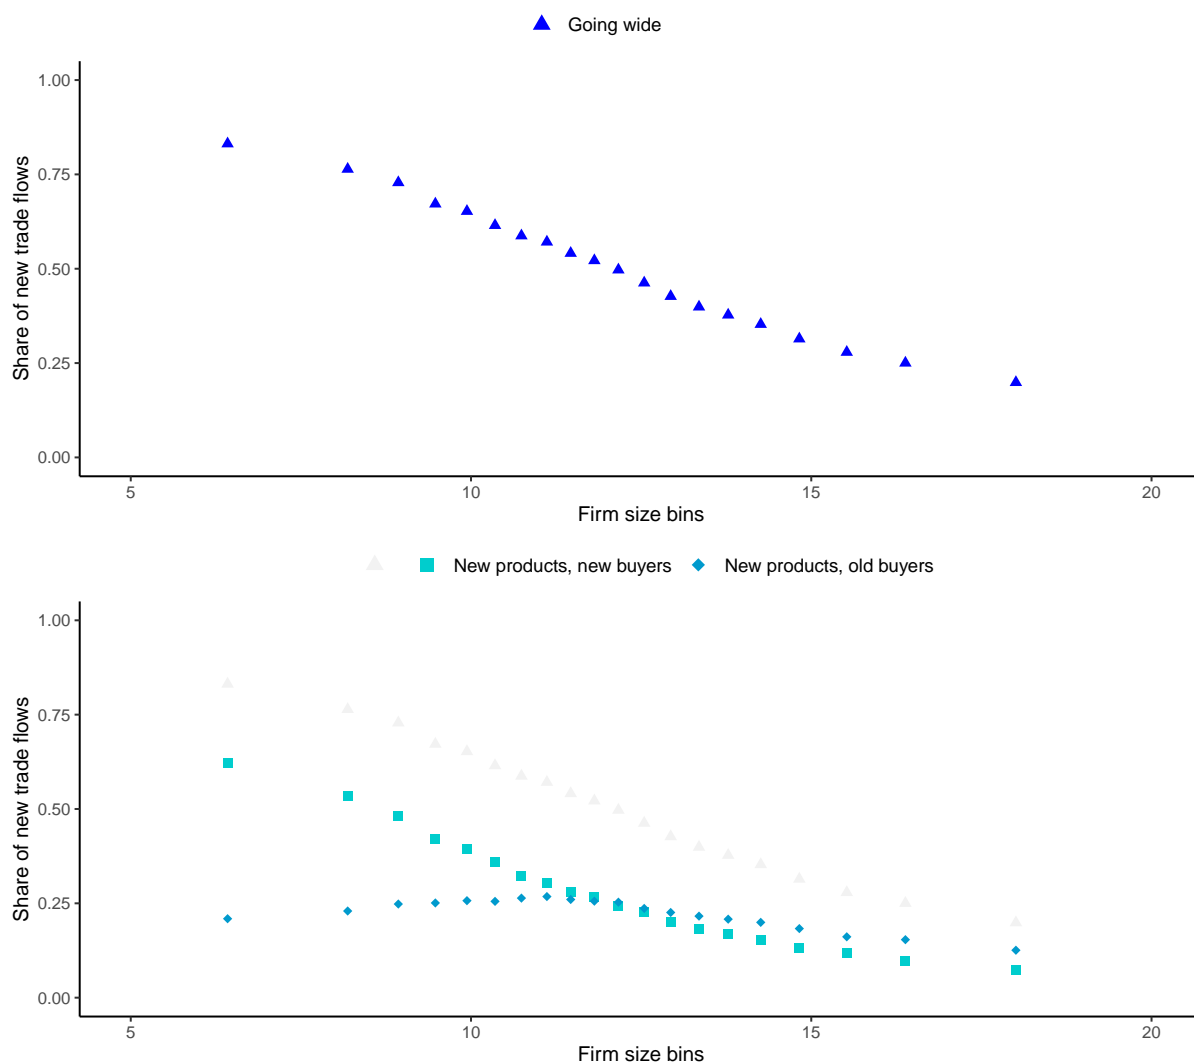 Going wide
1.00
0.75
0.50
0.25
0.00
Share of new trade flows
5 10 15 20
Firm size bins
New products, new buyers New products, old buyers
1.00
0.75
0.50
0.25
0.00
Share of new trade flows
5 10 15 20
Firm size bins